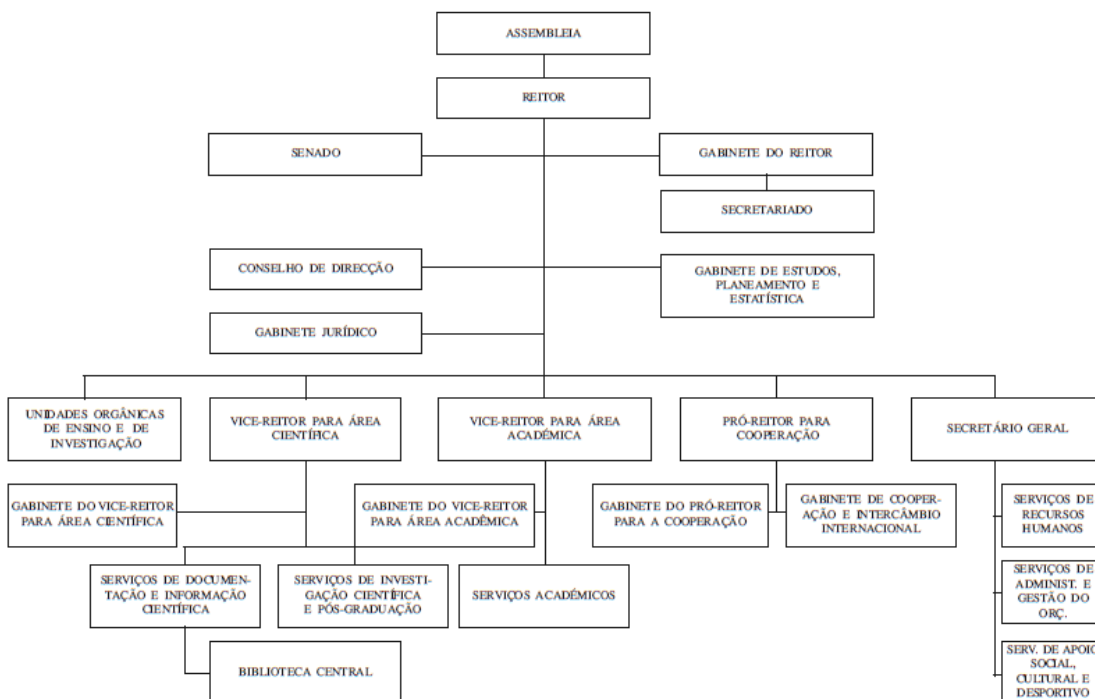 ASSEMBLEIA
REITOR
SENADO
GABINETE DO REITOR
SECRETARIADO
CONSELHO DE DIRECÇÃO
GABINETE DE ESTUDOS,
PLANEAMENTO E
ESTATÍSTICA
GABINETE JURÍDICO
UNIDADES ORGÂNICAS
DE ENSINO E DE
INVESTIGAÇÃO
VICE-REITOR PARA ÁREA
CIENTÍFICA
VICE-REITOR PARA ÁREA
ACADÉMICA
PRÓ-REITOR PARA
COOPERAÇÃO
SECRETÁRIO GERAL
GABINETE DO VICE-REITOR
PARA ÁREA CIENTÍFICA
GABINETE DO VICE-REITOR
PARA ÁREA ACADÊMICA
GABINETE DO PRÓ-REITOR
PARA A COOPERAÇÃO
GABINETE DE COOPER-
AÇÃO E INTERCÂMBIO
INTERNACIONAL
SERVIÇOS DE
RECURSOS
HUMANOS
SERVIÇOS DE DOCUMEN-
TAÇÃO E INFORMAÇÃO
CIENTÍFICA
SERVIÇOS DE INVESTI-
GAÇÃO CIENTÍFICA
E PÓS-GRADUAÇÃO
SERVIÇOS ACADÉMICOS
SERVIÇOS DE
ADMINIST. E
GESTÃO DO
ORÇ.
BIBLIOTECA CENTRAL
SERV. DE APOIO
SOCIAL,
CULTURAL E
DESPORTIVO